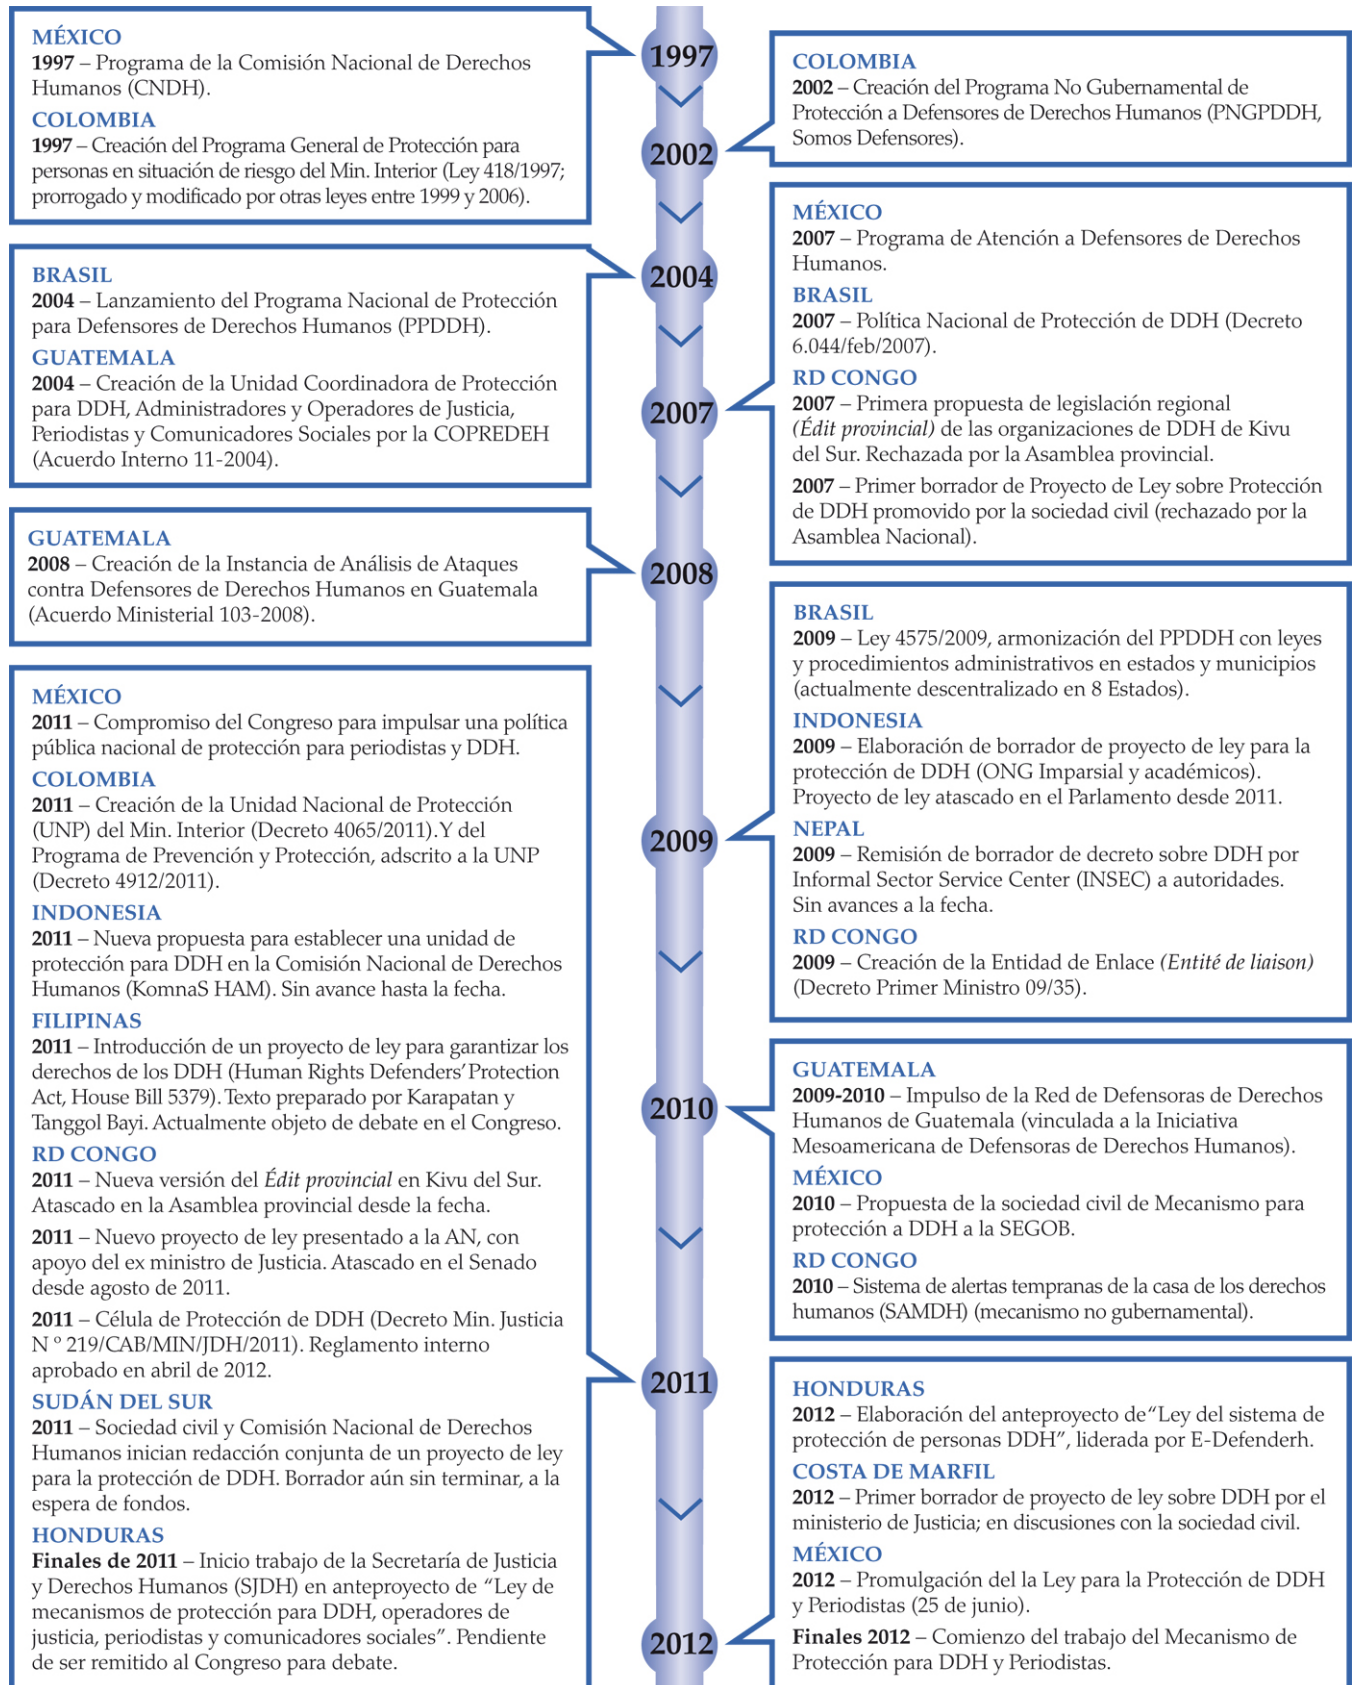 1997
MÉXICO
1997 – Programa de la Comisión Nacional de Derechos
Humanos (CNDH).
COLOMBIA
1997 – Creación del Programa General de Protección para
personas en situación de riesgo del Min. Interior (Ley 418/1997;
prorrogado y modificado por otras leyes entre 1999 y 2006).
2002
COLOMBIA
2002 – Creación del Programa No Gubernamental de
Protección a Defensores de Derechos Humanos (PNGPDDH,
Somos Defensores).
2004
BRASIL
2004 – Lanzamiento del Programa Nacional de Protección
para Defensores de Derechos Humanos (PPDDH).
GUATEMALA
2004 – Creación de la Unidad Coordinadora de Protección
para DDH, Administradores y Operadores de Justicia,
Periodistas y Comunicadores Sociales por la COPREDEH
(Acuerdo Interno 11-2004).
2007
MÉXICO
2007 – Programa de Atención a Defensores de Derechos
Humanos.
BRASIL
2007 – Política Nacional de Protección de DDH (Decreto
6.044/feb/2007).
RD CONGO
2007 – Primera propuesta de legislación regional
(Édit provincial) de las organizaciones de DDH de Kivu
del Sur. Rechazada por la Asamblea provincial.
2007 – Primer borrador de Proyecto de Ley sobre Protección
de DDH promovido por la sociedad civil (rechazado por la
Asamblea Nacional).
2008
GUATEMALA
2008 – Creación de la Instancia de Análisis de Ataques
contra Defensores de Derechos Humanos en Guatemala
(Acuerdo Ministerial 103-2008).
2009
BRASIL
2009 – Ley 4575/2009, armonización del PPDDH con leyes
y procedimientos administrativos en estados y municipios
(actualmente descentralizado en 8 Estados).
INDONESIA
2009 – Elaboración de borrador de proyecto de ley para la
protección de DDH (ONG Imparsial y académicos).
Proyecto de ley atascado en el Parlamento desde 2011.
NEPAL
2009 – Remisión de borrador de decreto sobre DDH por
Informal Sector Service Center (INSEC) a autoridades.
Sin avances a la fecha.
RD CONGO
2009 – Creación de la Entidad de Enlace (Entité de liaison)
(Decreto Primer Ministro 09/35).
2010
GUATEMALA
2009-2010 – Impulso de la Red de Defensoras de Derechos
Humanos de Guatemala (vinculada a la Iniciativa
Mesoamericana de Defensoras de Derechos Humanos).
MÉXICO
2010 – Propuesta de la sociedad civil de Mecanismo para
protección a DDH a la SEGOB.
RD CONGO
2010 – Sistema de alertas tempranas de la casa de los derechos
humanos (SAMDH) (mecanismo no gubernamental).
2011
MÉXICO
2011 – Compromiso del Congreso para impulsar una política
pública nacional de protección para periodistas y DDH.
COLOMBIA
2011 – Creación de la Unidad Nacional de Protección
(UNP) del Min. Interior (Decreto 4065/2011).Y del
Programa de Prevención y Protección, adscrito a la UNP
(Decreto 4912/2011).
INDONESIA
2011 – Nueva propuesta para establecer una unidad de
protección para DDH en la Comisión Nacional de Derechos
Humanos (KomnaS HAM). Sin avance hasta la fecha.
FILIPINAS
2011 – Introducción de un proyecto de ley para garantizar los
derechos de los DDH (Human Rights Defenders’ Protection
Act, House Bill 5379). Texto preparado por Karapatan y
Tanggol Bayi. Actualmente objeto de debate en el Congreso.
RD CONGO
2011 – Nueva versión del Édit provincial en Kivu del Sur.
Atascado en la Asamblea provincial desde la fecha.
2011 – Nuevo proyecto de ley presentado a la AN, con
apoyo del ex ministro de Justicia. Atascado en el Senado
desde agosto de 2011.
2011 – Célula de Protección de DDH (Decreto Min. Justicia
N º 219/CAB/MIN/JDH/2011). Reglamento interno
aprobado en abril de 2012.
SUDÁN DEL SUR
2011 – Sociedad civil y Comisión Nacional de Derechos
Humanos inician redacción conjunta de un proyecto de ley
para la protección de DDH. Borrador aún sin terminar, a la
espera de fondos.
HONDURAS
Finales de 2011 – Inicio trabajo de la Secretaría de Justicia
y Derechos Humanos (SJDH) en anteproyecto de “Ley de
mecanismos de protección para DDH, operadores de
justicia, periodistas y comunicadores sociales”. Pendiente
de ser remitido al Congreso para debate.
2012
HONDURAS
2012 – Elaboración del anteproyecto de “Ley del sistema de
protección de personas DDH”, liderada por E-Defenderh.
COSTA DE MARFIL
2012 – Primer borrador de proyecto de ley sobre DDH por el
ministerio de Justicia; en discusiones con la sociedad civil.
MÉXICO
2012 – Promulgación del la Ley para la Protección de DDH
y Periodistas (25 de junio).
Finales 2012 – Comienzo del trabajo del Mecanismo de
Protección para DDH y Periodistas.